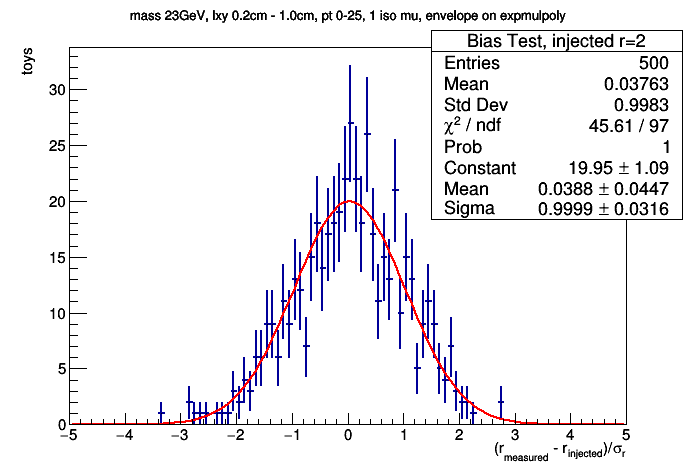 mass 23GeV, lxy 0.2cm - 1.0cm, pt 0-25, 1 iso mu, envelope on expmulpoly
toys
Bias Test, injected r=2
Entries 500
Mean 0.03763
Std Dev 0.9983
χ² / ndf 45.61 / 97
Prob 1
Constant 19.95 ± 1.09
Mean 0.0388 ± 0.0447
Sigma 0.9999 ± 0.0316
30
25
20
15
10
5
0
−5 −4 −3 −2 −1 0 1 2 3 4 5
(r_measured - r_injected)/σ_r